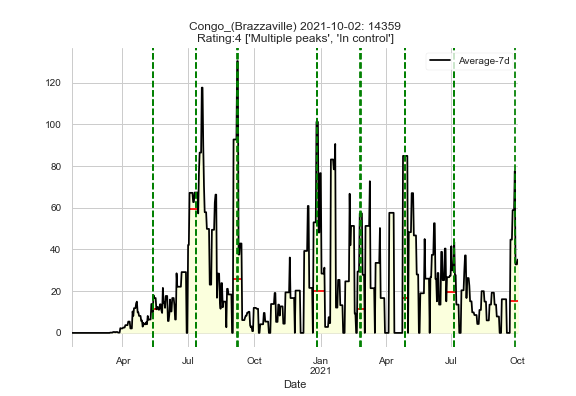 Congo_(Brazzaville) 2021-10-02: 14359
Rating:4 ['Multiple peaks', 'In control']
Average-7d
120
100
80
60
40
20
0
Apr
Jul
Oct
Jan
2021
Apr
Jul
Oct
Date